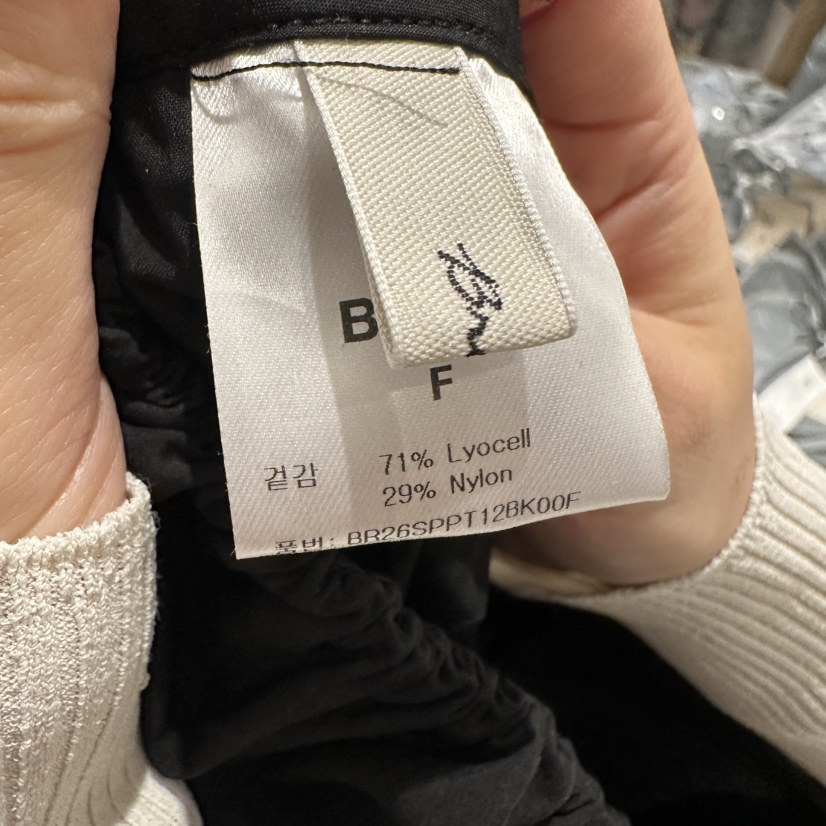 B
F
겉감 71% Lyocell
29% Nylon
품번: BR26SPPT12BK00F